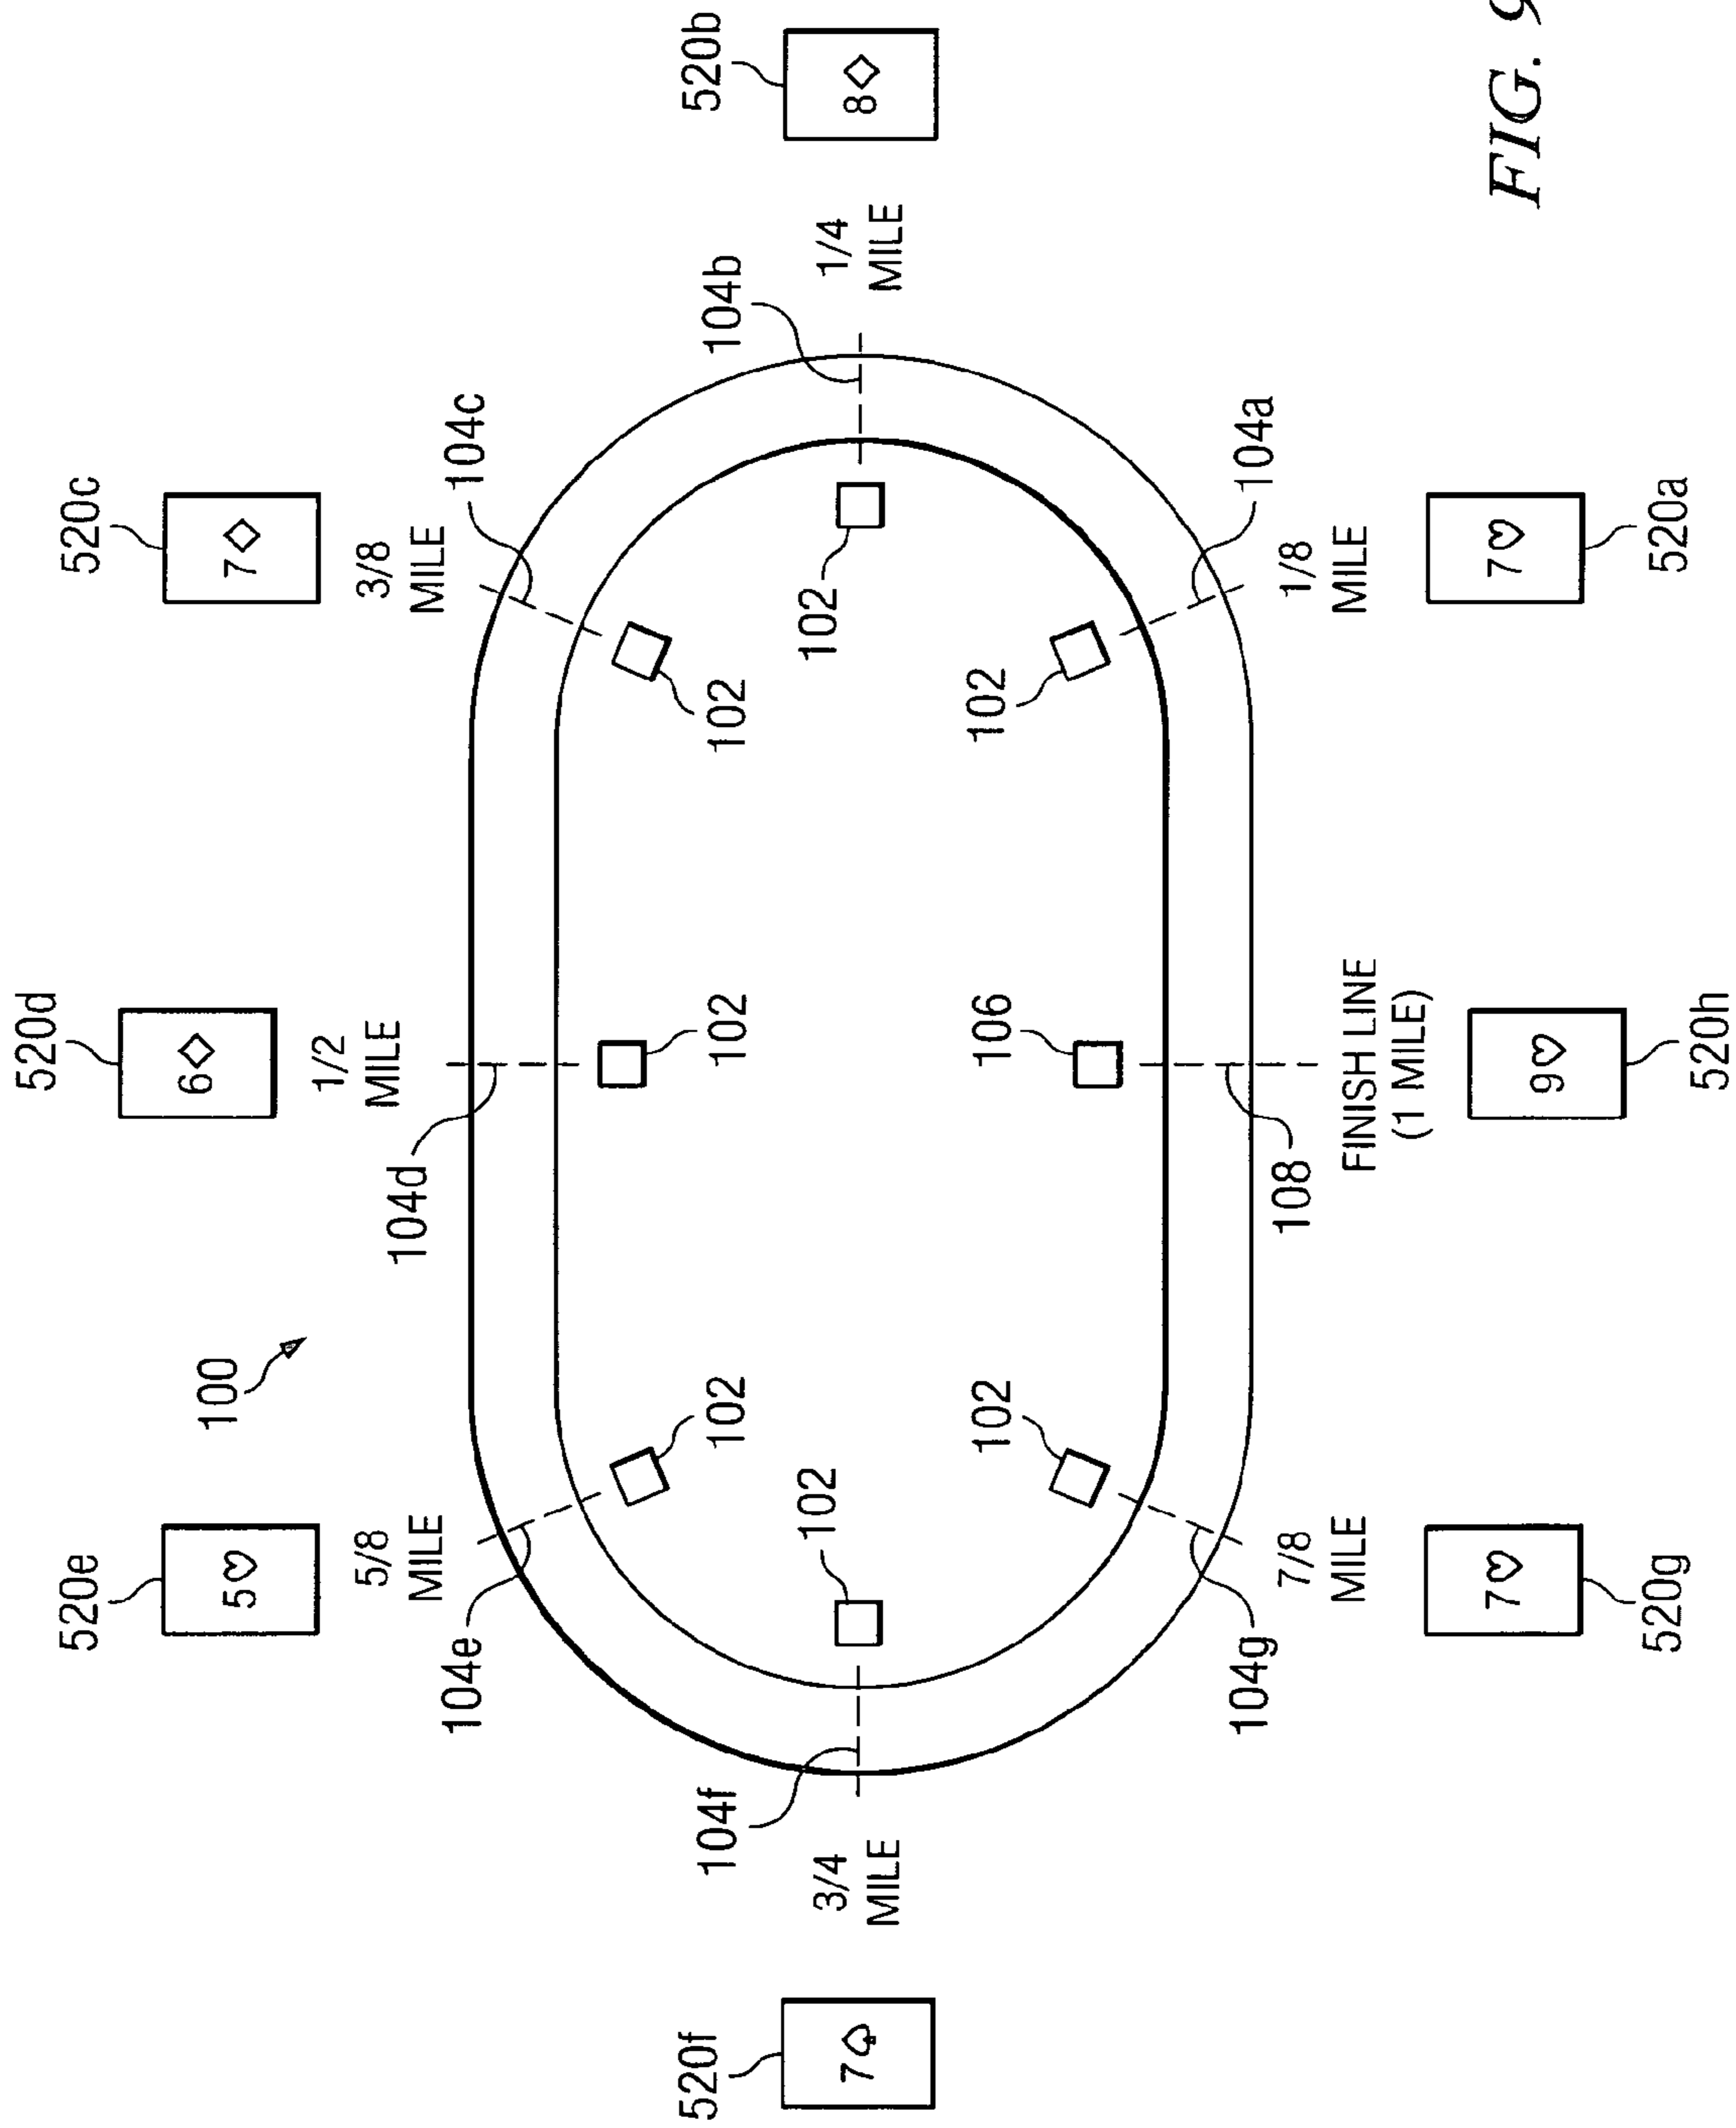 520d
520e
520c
6◇
100
5♡
7◇
1/2
MILE
5/8
MILE
3/8
MILE
104d
104e
104c
102
102
102
520f
104f
104b
520b
102
102
3/4
MILE
1/4
MILE
7♤
8◇
102
106
102
104g
104a
108
7/8
MILE
1/8
MILE
FINISH LINE
(1 MILE)
7♡
9♡
7♡
520g
520h
520a
FIG. 9